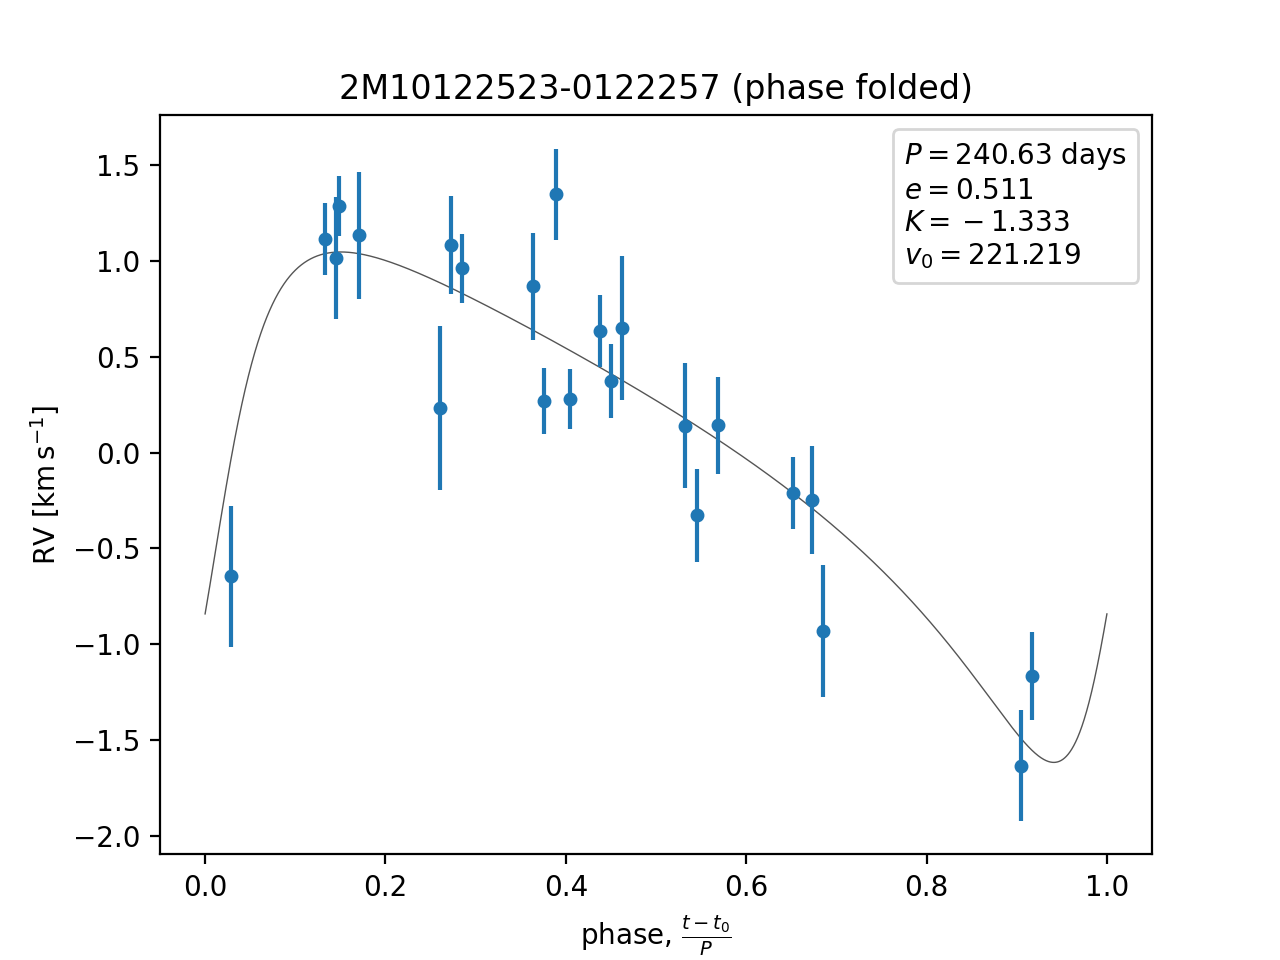 2M10122523-0122257 (phase folded)
P = 240.63 days
e = 0.511
K = −1.333
v₀ = 221.219
RV [km s⁻¹]
1.5
1.0
0.5
0.0
−0.5
−1.0
−1.5
−2.0
0.0 0.2 0.4 0.6 0.8 1.0
phase, (t − t₀)/P